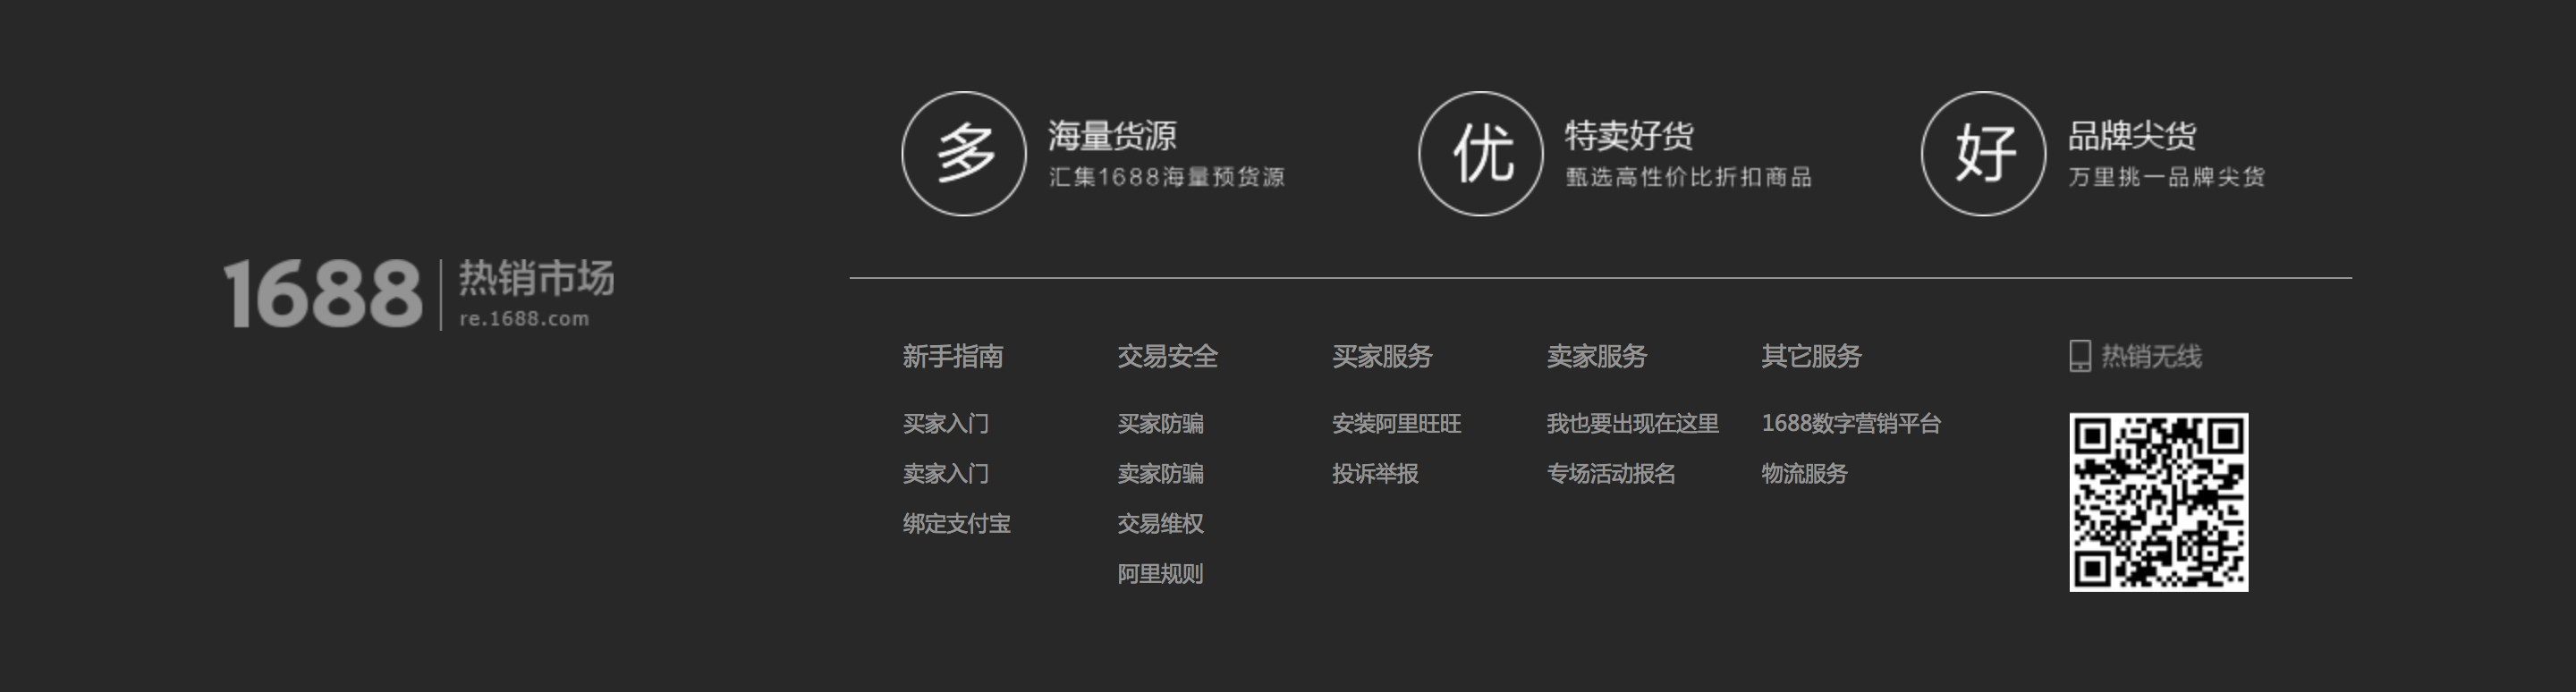 1688
热销市场
re.1688.com
多
海量货源
汇集1688海量预货源
优
特卖好货
甄选高性价比折扣商品
好
品牌尖货
万里挑一品牌尖货
新手指南
买家入门
卖家入门
绑定支付宝
交易安全
买家防骗
卖家防骗
交易维权
阿里规则
买家服务
安装阿里旺旺
投诉举报
卖家服务
我也要出现在这里
专场活动报名
其它服务
1688数字营销平台
物流服务
热销无线